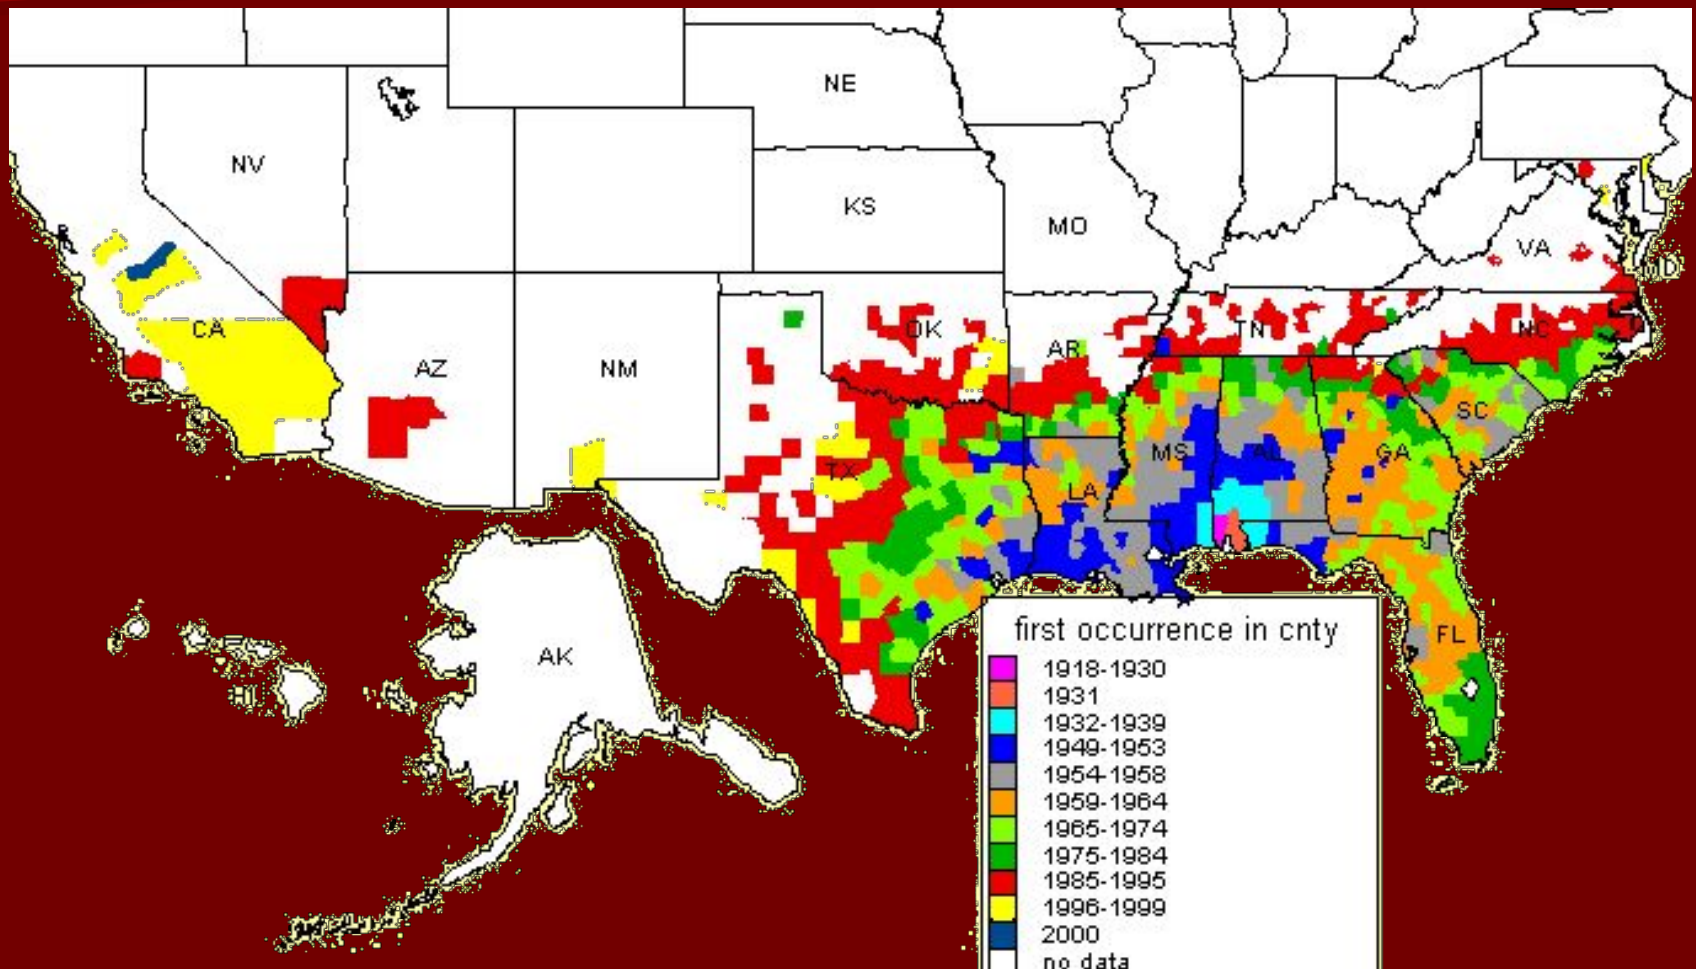 NE
NV
KS
MO
VA
D
CA
OK
TN
NC
AR
AZ
NM
SC
MS
AL
GA
TX
LA
first occurrence in cnty
FL
AK
HI
1918-1930
1931
1932-1939
1949-1953
1954-1958
1959-1964
1965-1974
1975-1984
1985-1995
1996-1999
2000
no data